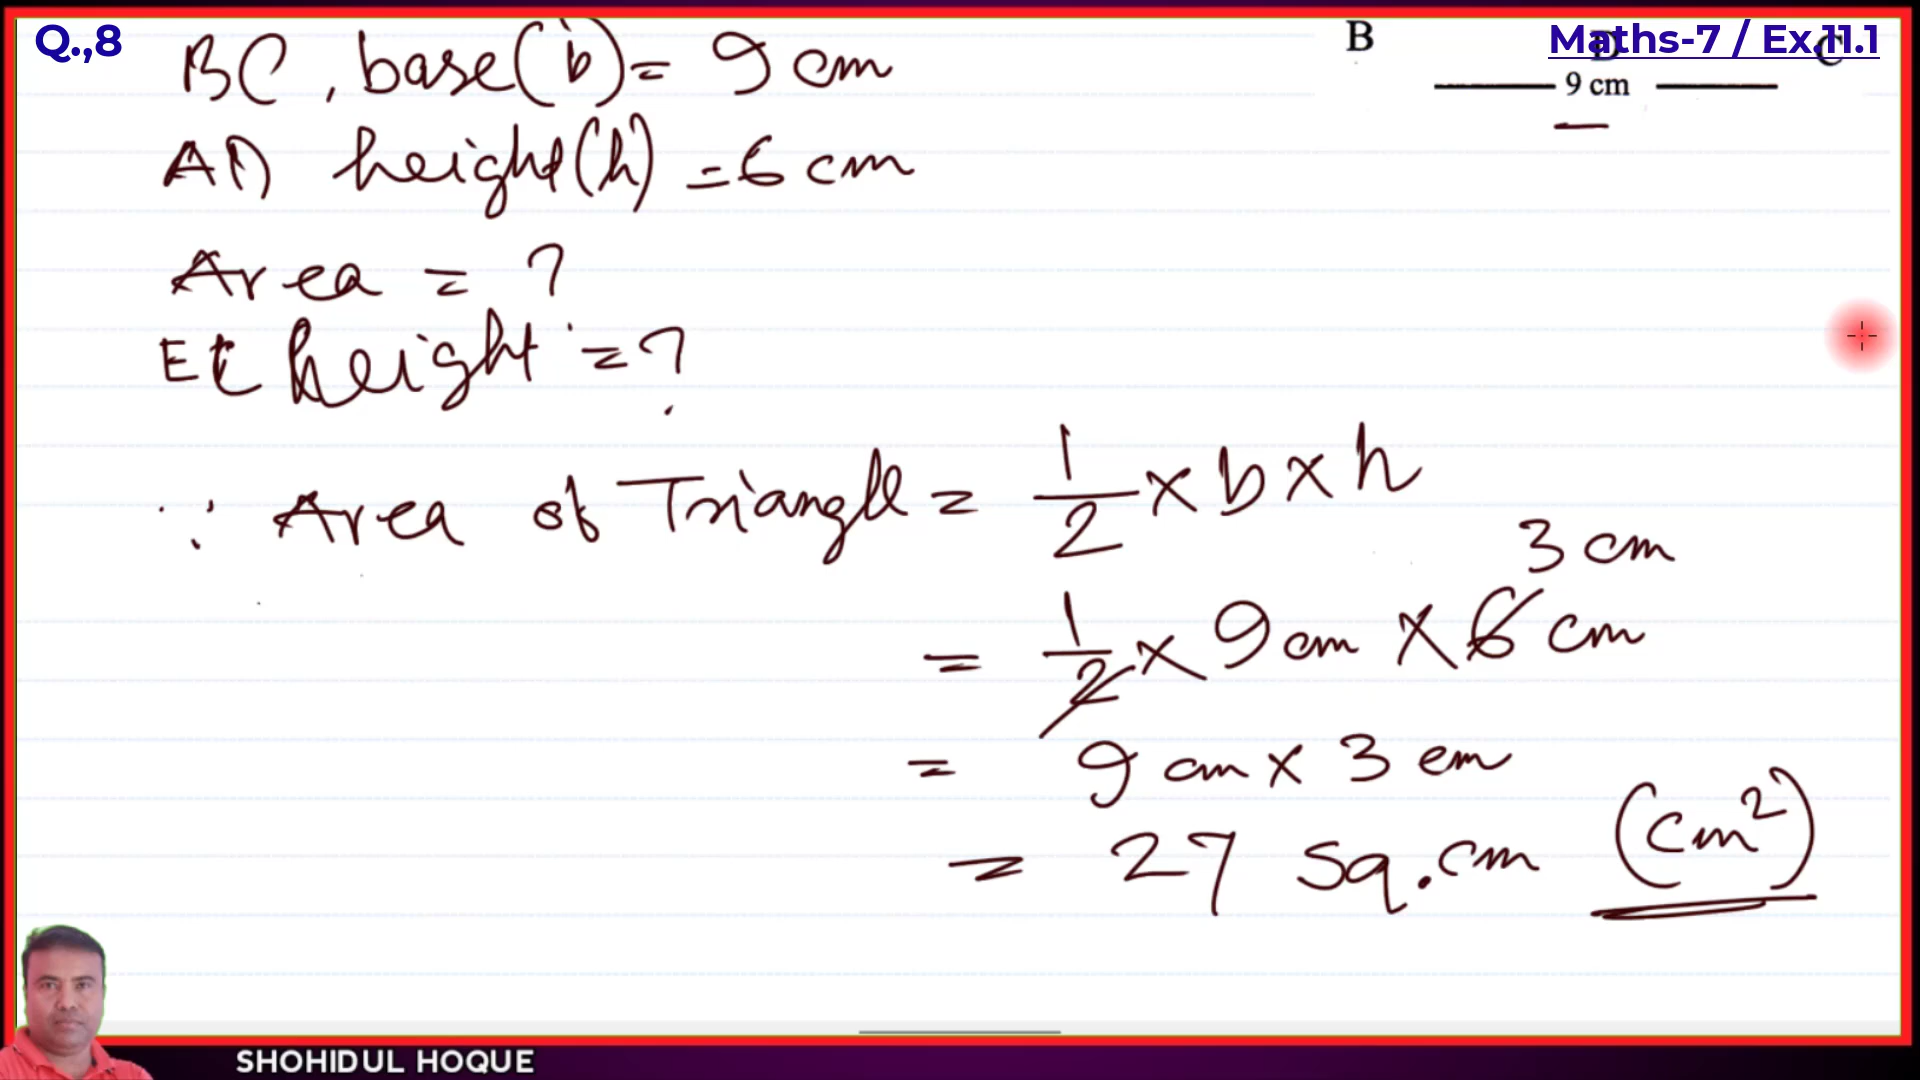 Q.,8
Maths-7 / Ex.11.1
B D C
9 cm
BC, base(b) = 9 cm
AD height(h) = 6 cm
Area = ?
EC height = ?
∵ Area of Triangle = 1/2 × b × h
3 cm
= 1/2 × 9 cm × 6 cm
= 9 cm × 3 cm
= 27 sq.cm (cm²)
SHOHIDUL HOQUE